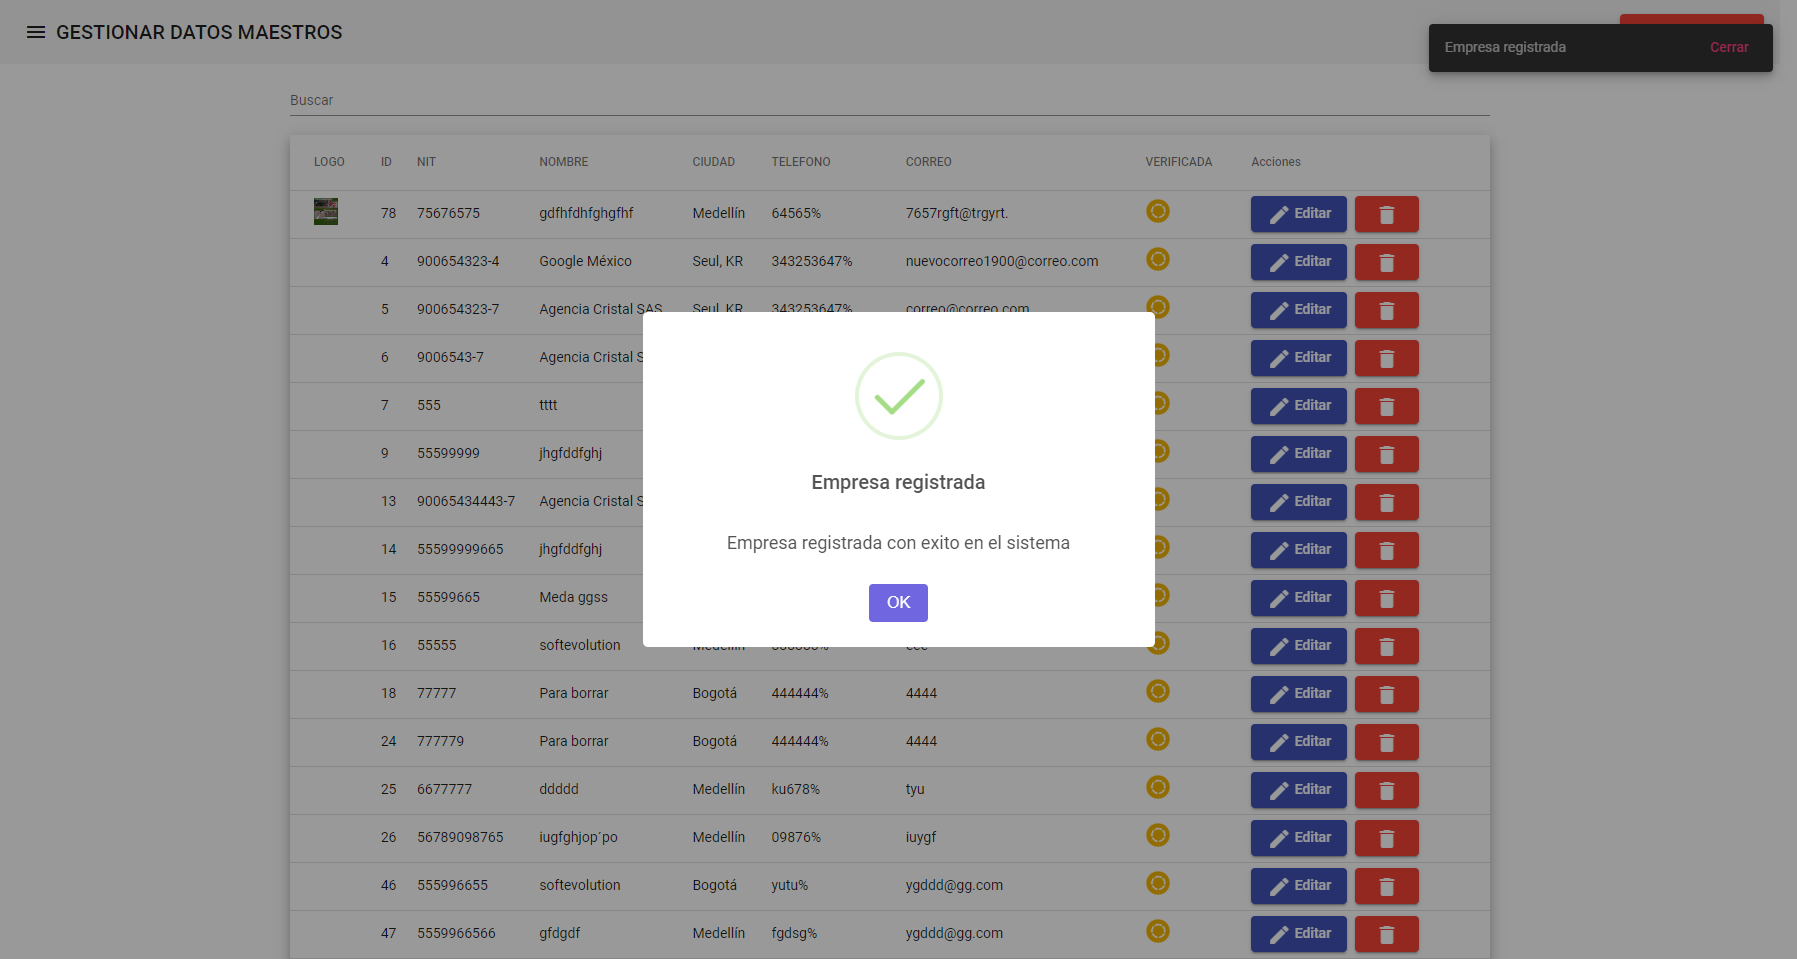 GESTIONAR DATOS MAESTROS
Empresa registrada Cerrar
Buscar
LOGO ID NIT NOMBRE CIUDAD TELEFONO CORREO VERIFICADA Acciones
78 75676575 gdfhfdhfghgfhf Medellín 64565% 7657rgft@trgyrt. Editar
4 900654323-4 Google México Seul, KR 343253647% nuevocorreo1900@correo.com Editar
5 900654323-7 Agencia Cristal SAS Seul, KR 343253647% correo@correo.com Editar
6 9006543-7 Agencia Cristal S Editar
7 555 tttt Editar
9 55599999 jhgfddfghj Editar
13 90065434443-7 Agencia Cristal S Editar
14 55599999665 jhgfddfghj Editar
15 55599665 Meda ggss Editar
16 55555 softevolution Medellín Editar
Empresa registrada
Empresa registrada con exito en el sistema
OK
18 77777 Para borrar Bogotá 444444% 4444 Editar
24 777779 Para borrar Bogotá 444444% 4444 Editar
25 6677777 ddddd Medellín ku678% tyu Editar
26 56789098765 iugfghjop´po Medellín 09876% iuygf Editar
46 555996655 softevolution Bogotá yutu% ygddd@gg.com Editar
47 5559966566 gfdgdf Medellín fgdsg% ygddd@gg.com Editar